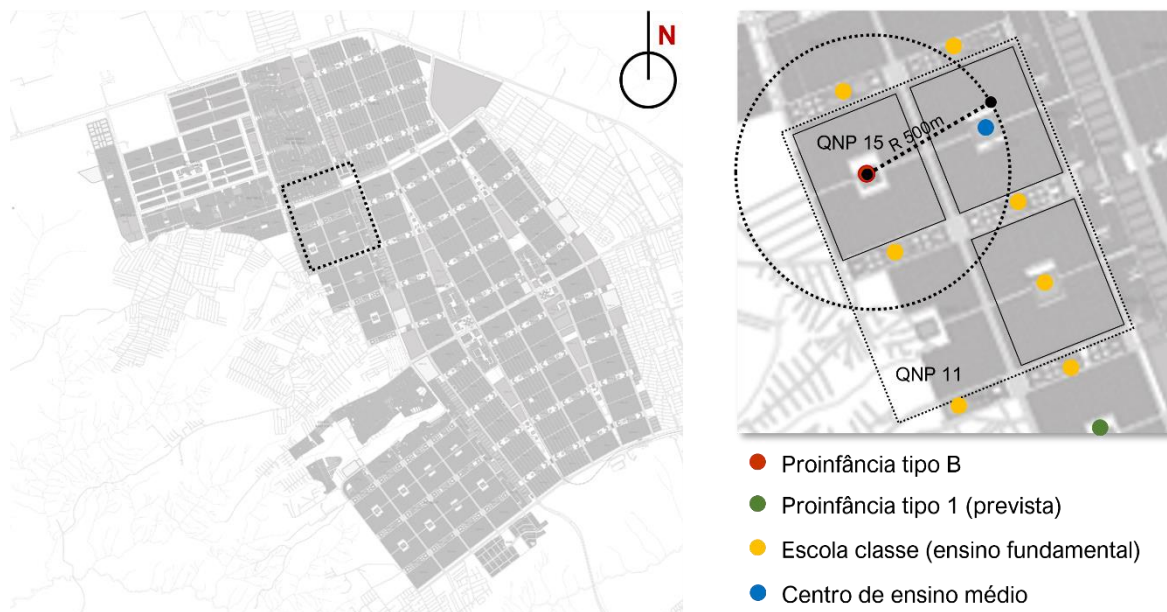 N
QNP 15
R 500m
QNP 11
Proinfância tipo B
Proinfância tipo 1 (prevista)
Escola classe (ensino fundamental)
Centro de ensino médio